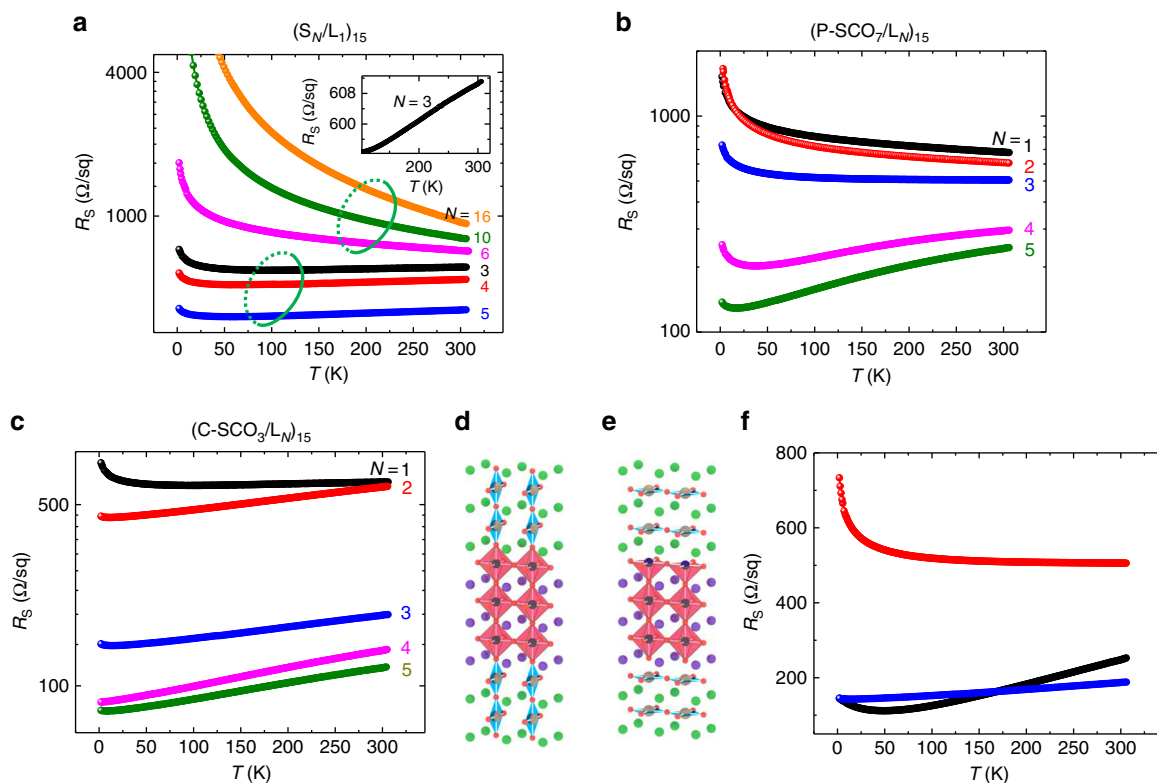 a
(S_N/L_1)_15
4000
1000
R_S (Ω/sq)
608
600
R_S (Ω/sq)
N = 3
200
300
T (K)
N =
16
10
6
3
4
5
0
50
100
150
200
250
300
T (K)
b
(P-SCO_7/L_N)_15
1000
100
R_S (Ω/sq)
N = 1
2
3
4
5
0
50
100
150
200
250
300
T (K)
c
(C-SCO_3/L_N)_15
500
100
R_S (Ω/sq)
N = 1
2
3
4
5
0
50
100
150
200
250
300
T (K)
d
e
f
800
600
400
200
R_S (Ω/sq)
0
50
100
150
200
250
300
T (K)